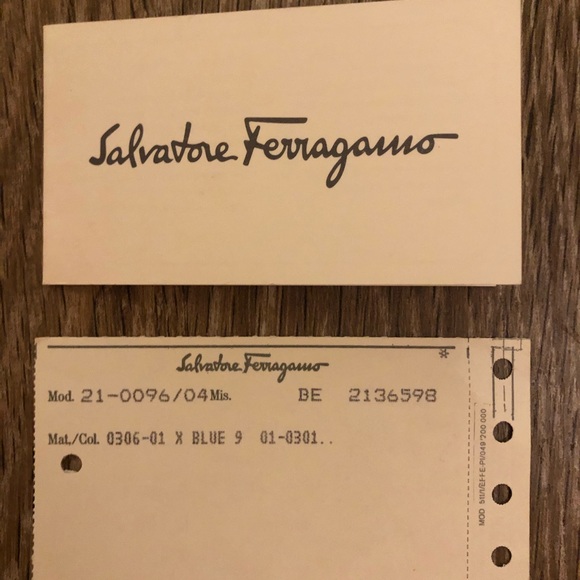 Salvatore Ferragamo
Salvatore Ferragamo
Mod. 21-0096/04 Mis. BE 2136598
Mat./Col. 0306-01 X BLUE 9 01-0301..